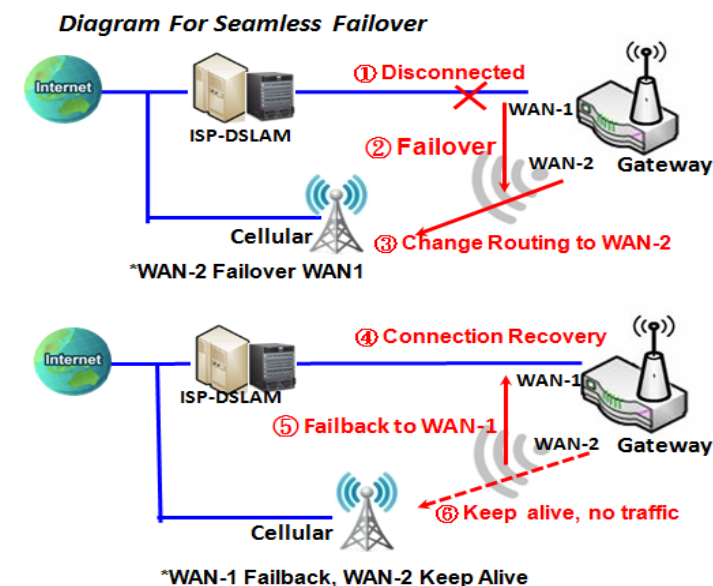 Diagram For Seamless Failover
Internet
① Disconnected
ISP-DSLAM
WAN-1
② Failover
WAN-2
Gateway
Cellular
③ Change Routing to WAN-2
*WAN-2 Failover WAN1
④ Connection Recovery
Internet
ISP-DSLAM
WAN-1
⑤ Failback to WAN-1
WAN-2
Gateway
⑥ Keep alive, no traffic
Cellular
*WAN-1 Failback, WAN-2 Keep Alive